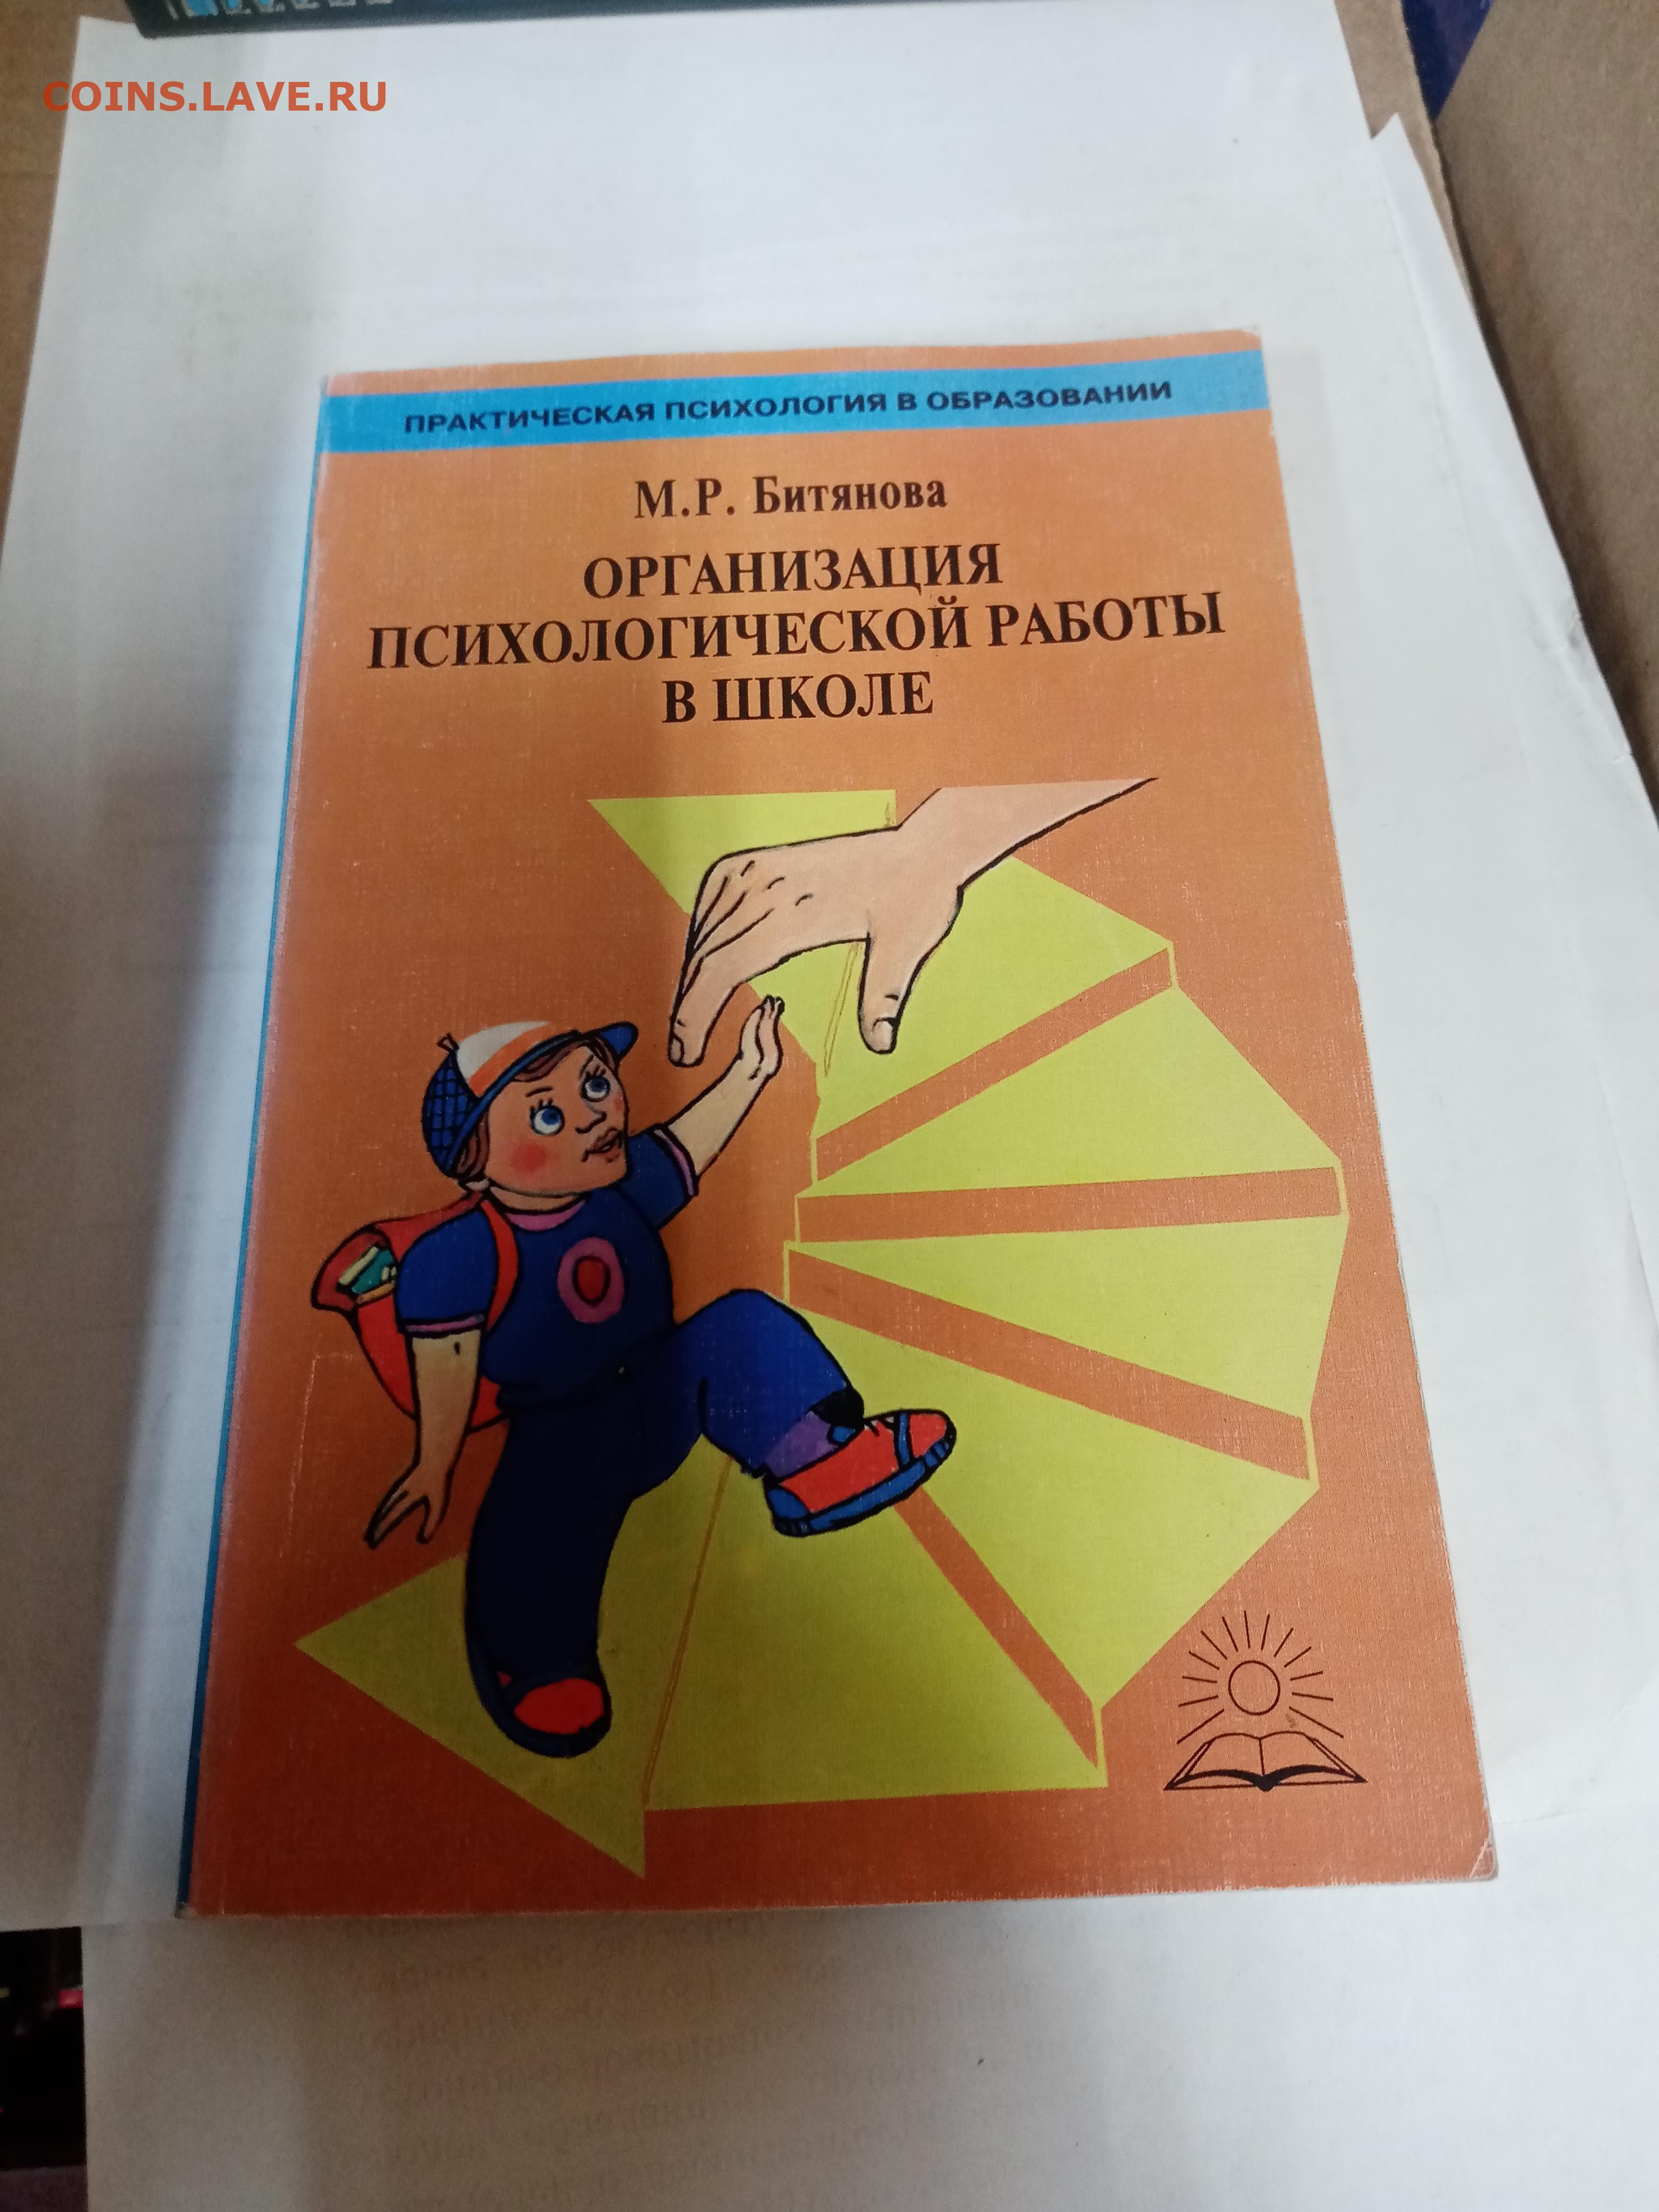 COINS.LAVE.RU
ПРАКТИЧЕСКАЯ ПСИХОЛОГИЯ В ОБРАЗОВАНИИ
М.Р. Битянова
ОРГАНИЗАЦИЯ
ПСИХОЛОГИЧЕСКОЙ РАБОТЫ
В ШКОЛЕ